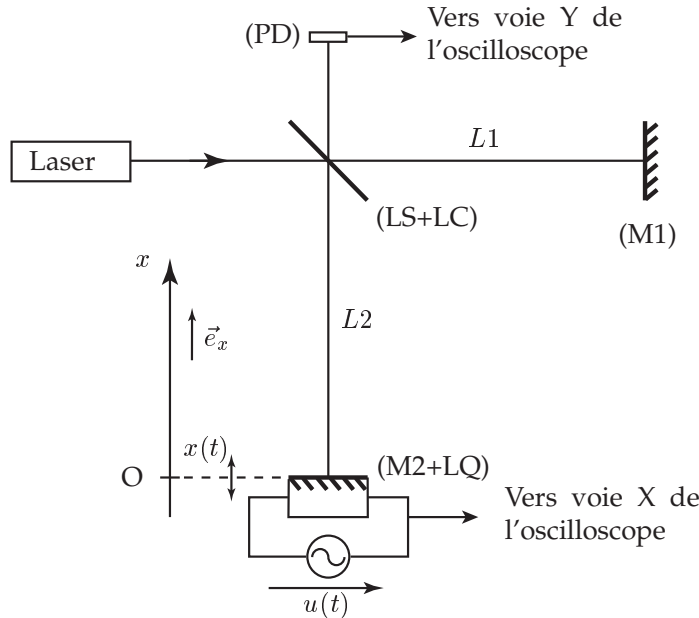 (PD)
Vers voie Y de
l'oscilloscope
Laser
L1
(LS+LC)
(M1)
x
e⃗ₓ
L2
x(t)
O
(M2+LQ)
Vers voie X de
l'oscilloscope
u(t)